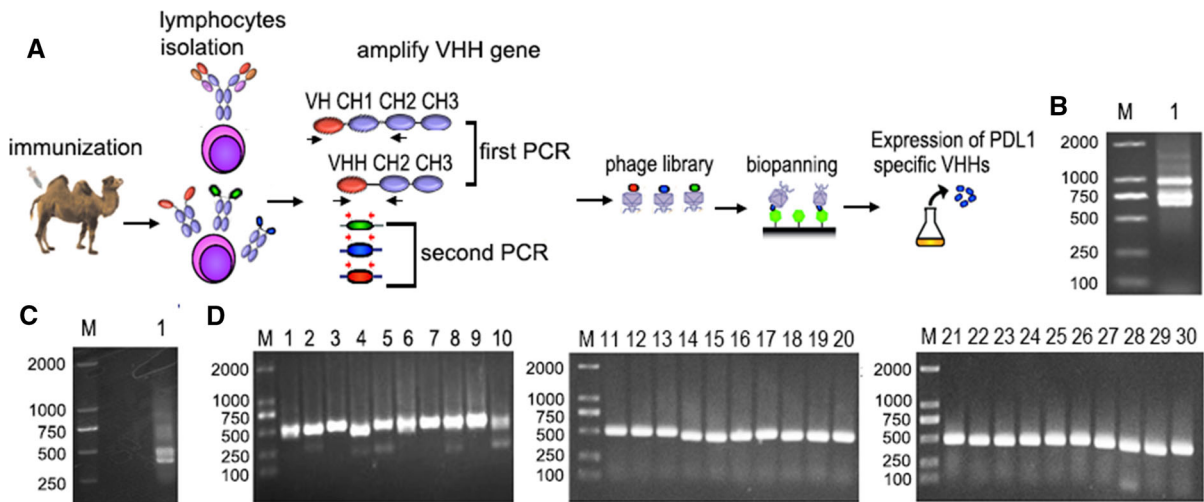 A
lymphocytes
isolation
amplify VHH gene
VH CH1 CH2 CH3
immunization
first PCR
VHH CH2 CH3
second PCR
phage library
biopanning
Expression of PDL1
specific VHHs
B
M 1
2000
1000
750
500
250
100
C
M 1
2000
1000
750
500
250
D
M 1 2 3 4 5 6 7 8 9 10
2000
1000
750
500
250
100
M 11 12 13 14 15 16 17 18 19 20
2000
1000
750
500
250
100
M 21 22 23 24 25 26 27 28 29 30
2000
1000
750
500
250
100